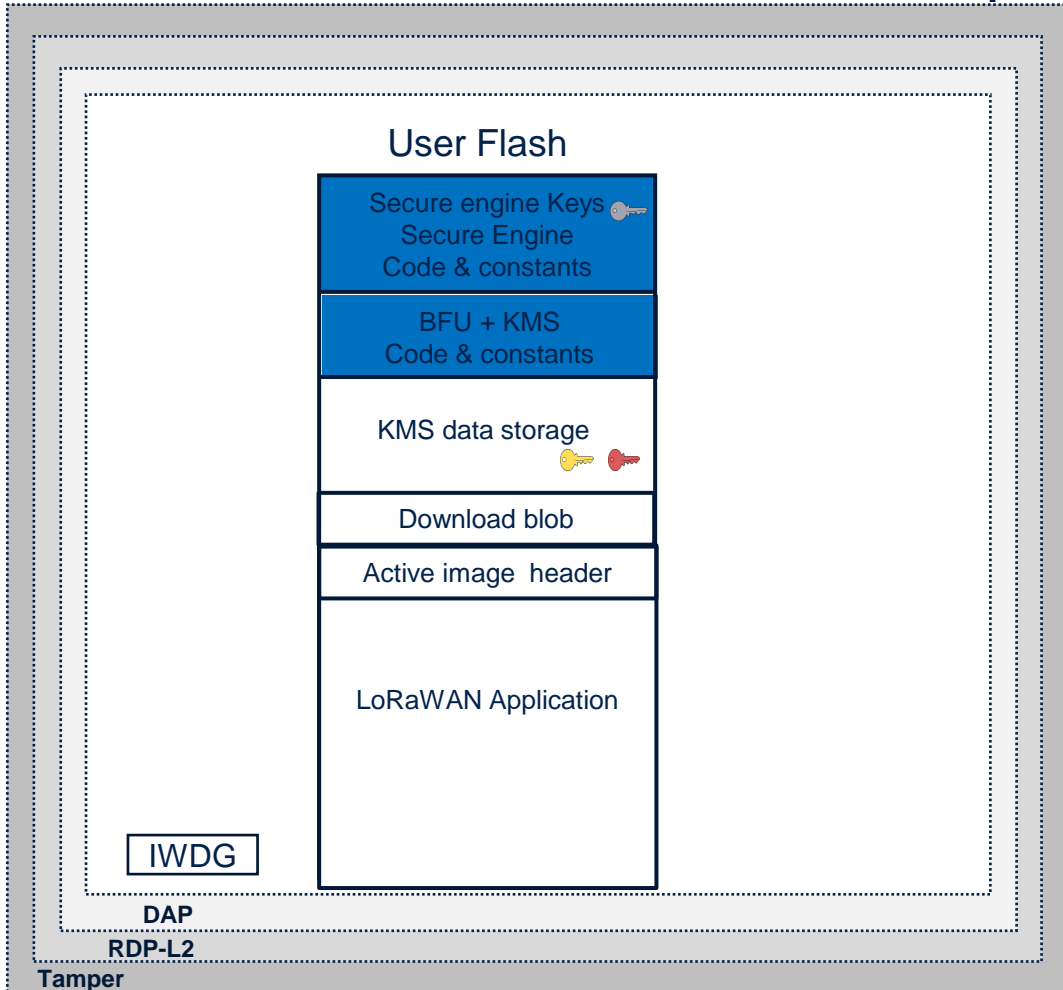 User Flash
Secure engine Keys
Secure Engine
Code & constants
BFU + KMS
Code & constants
KMS data storage
Download blob
Active image header
LoRaWAN Application
IWDG
DAP
RDP-L2
Tamper